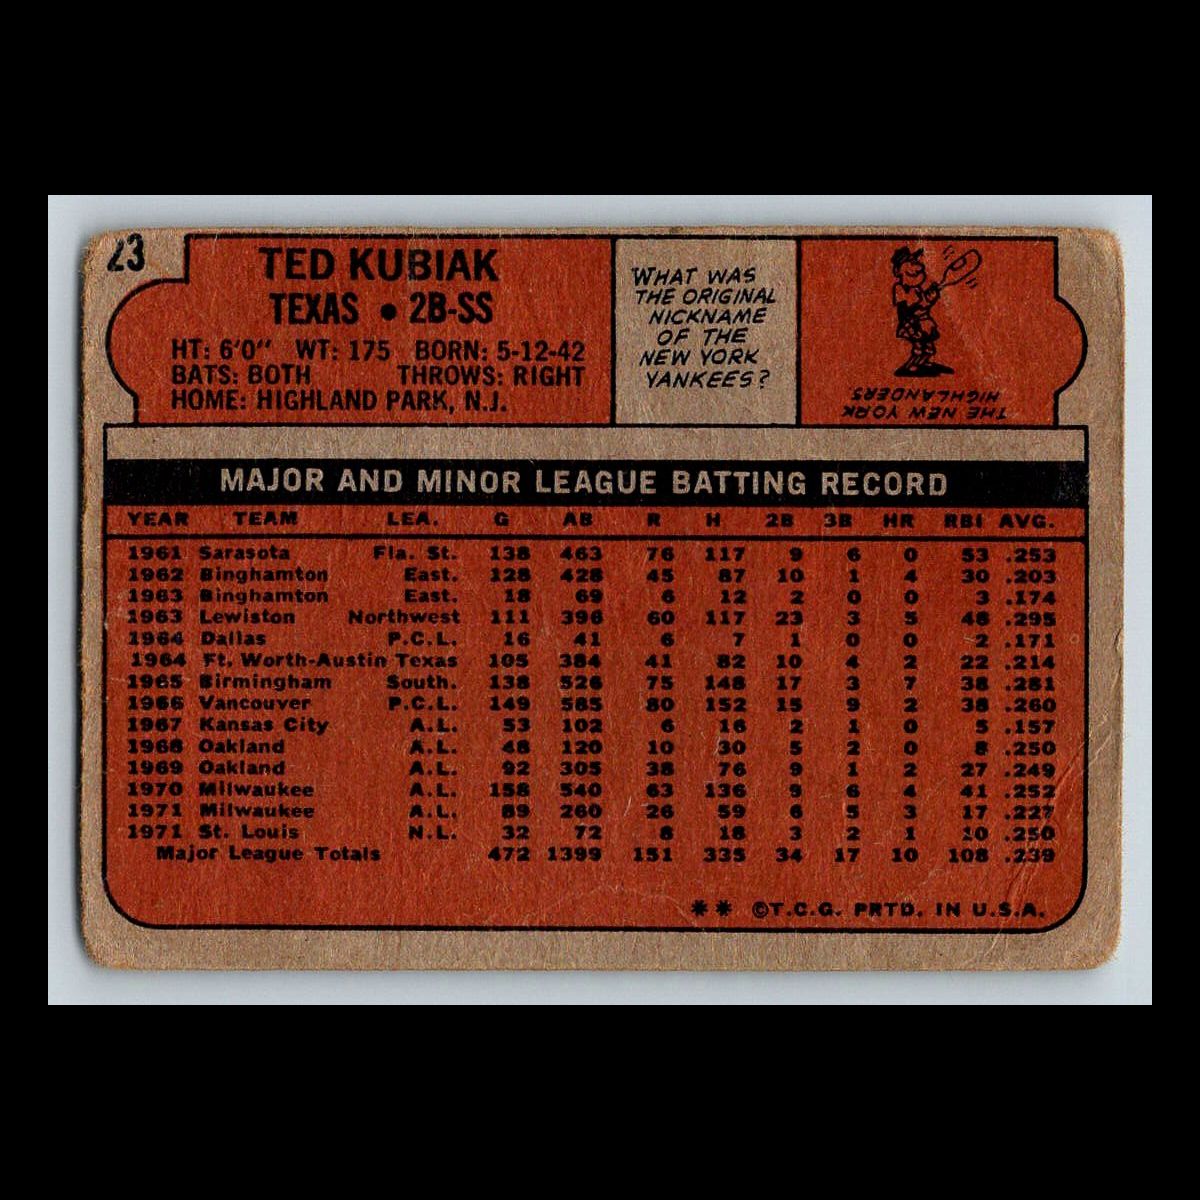 23
TED KUBIAK
TEXAS • 2B-SS
HT: 6'0" WT: 175 BORN: 5-12-42
BATS: BOTH THROWS: RIGHT
HOME: HIGHLAND PARK, N.J.
WHAT WAS
THE ORIGINAL
NICKNAME
OF THE
NEW YORK
YANKEES?
THE NEW YORK
HIGHLANDERS
MAJOR AND MINOR LEAGUE BATTING RECORD
YEAR TEAM LEA. G AB R H 2B 3B HR RBI AVG.
1961 Sarasota Fla. St. 138 463 76 117 9 6 0 53 .253
1962 Binghamton East. 128 428 45 87 10 1 4 30 .203
1963 Binghamton East. 18 69 6 12 2 0 0 3 .174
1963 Lewiston Northwest 111 396 60 117 23 3 5 48 .295
1964 Dallas P.C.L. 16 41 6 7 1 0 0 2 .171
1964 Ft. Worth-Austin Texas 105 384 41 82 10 4 2 22 .214
1965 Birmingham South. 138 526 75 148 17 3 7 38 .281
1966 Vancouver P.C.L. 149 585 80 152 15 9 2 38 .260
1967 Kansas City A.L. 53 102 6 16 2 1 0 5 .157
1968 Oakland A.L. 48 120 10 30 5 2 0 8 .250
1969 Oakland A.L. 92 305 38 76 9 1 2 27 .249
1970 Milwaukee A.L. 158 540 63 136 9 6 4 41 .252
1971 Milwaukee A.L. 89 260 26 59 6 5 3 17 .227
1971 St. Louis N.L. 32 72 8 18 3 2 1 10 .250
Major League Totals 472 1399 151 335 34 17 10 108 .239
** ©T.C.G. PRTD. IN U.S.A.